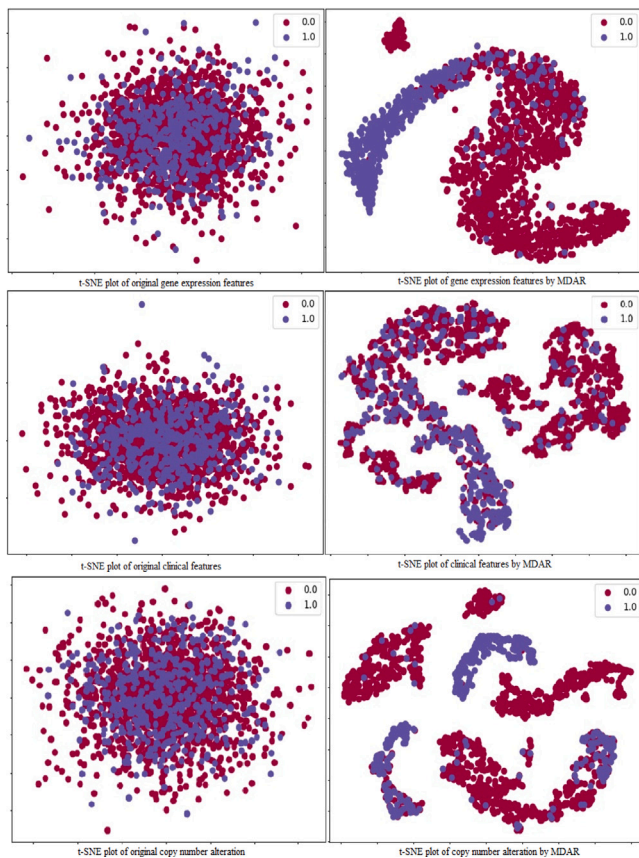 0.0
1.0
t-SNE plot of original gene expression features
0.0
1.0
t-SNE plot of gene expression features by MDAR
0.0
1.0
t-SNE plot of original clinical features
0.0
1.0
t-SNE plot of clinical features by MDAR
0.0
1.0
t-SNE plot of original copy number alteration
0.0
1.0
t-SNE plot of copy number alteration by MDAR